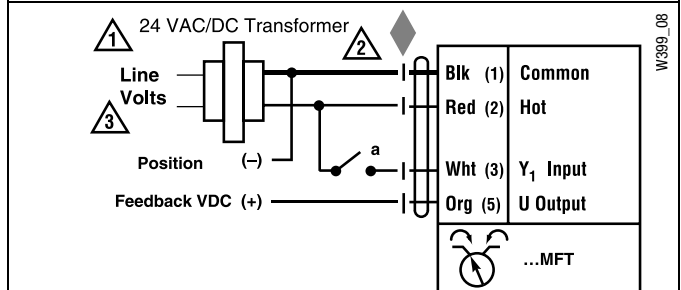 24 VAC/DC Transformer
1
2
Line
Volts
3
Blk (1) Common
Red (2) Hot
a
Position (–)
Wht (3) Y₁ Input
Feedback VDC (+)
Org (5) U Output
...MFT
W399_08